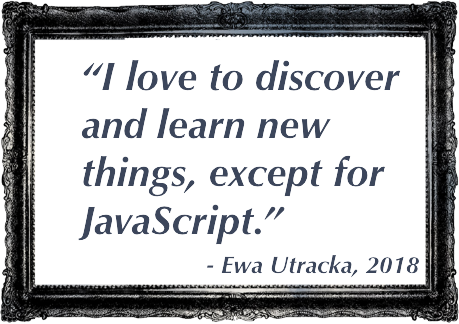 “I love to discover
and learn new
things, except for
JavaScript.”
- Ewa Utracka, 2018